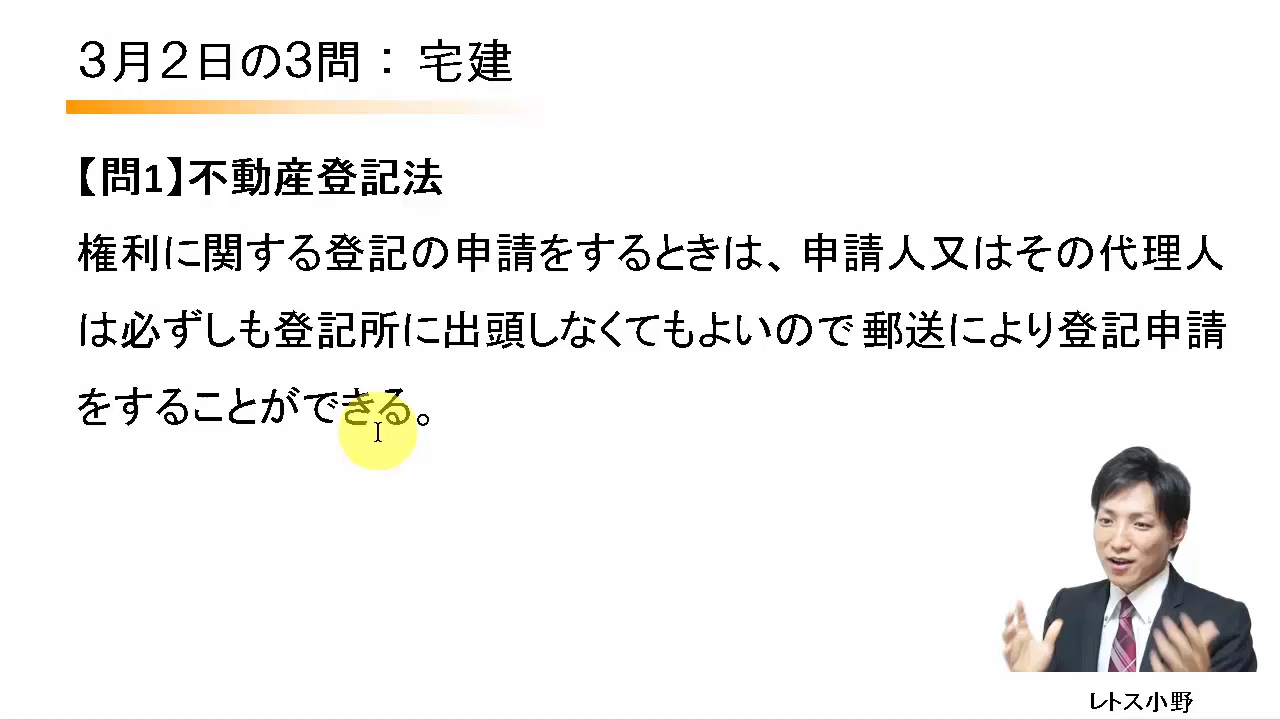 3月2日の3問：宅建
【問1】不動産登記法
権利に関する登記の申請をするときは、申請人又はその代理人
は必ずしも登記所に出頭しなくてもよいので郵送により登記申請
をすることができる。
レトス小野